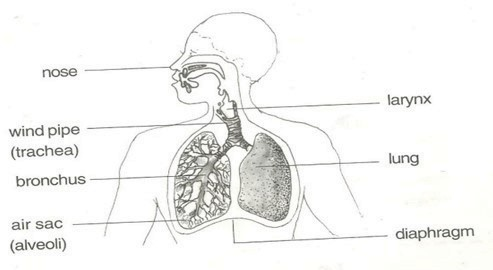 nose
larynx
wind pipe
(trachea)
lung
bronchus
air sac
(alveoli)
diaphragm